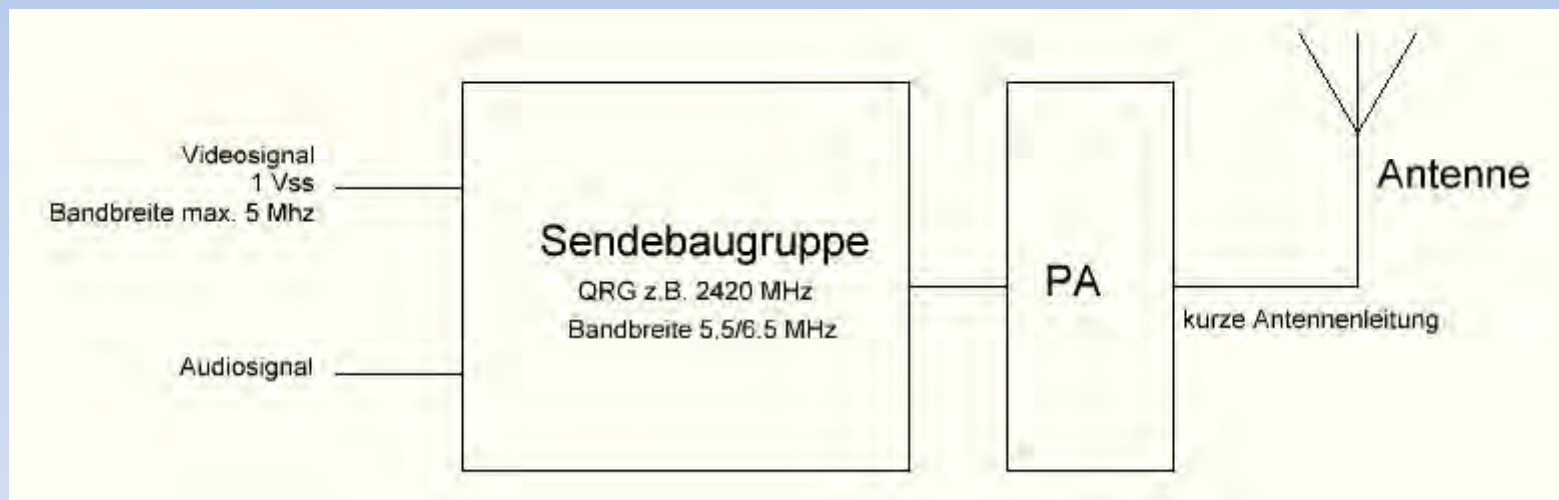 Videosignal
1 Vss
Bandbreite max. 5 Mhz
Audiosignal
Sendebaugruppe
QRG z.B. 2420 MHz
Bandbreite 5,5/6.5 MHz
PA
Antenne
kurze Antennenleitung